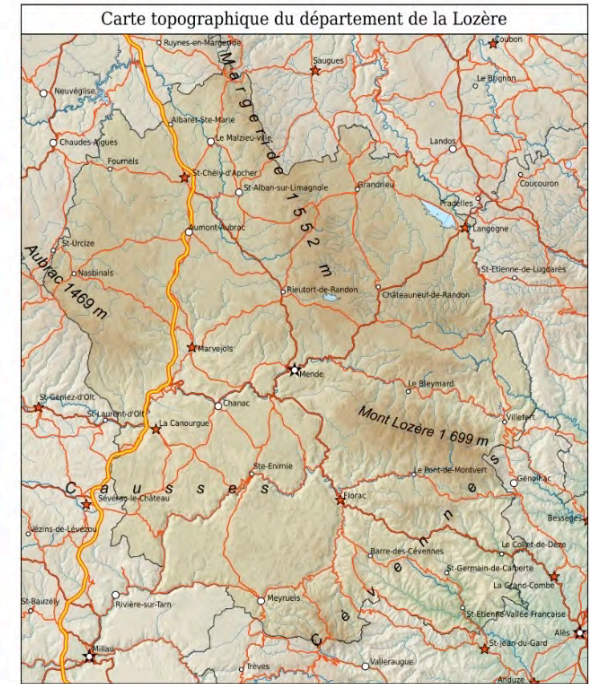 Carte topographique du département de la Lozère
Ruynes-en-Margeride
Coubon
Saugues
Le Brignon
Neuvéglise
Margeride 1552 m
Albaret-Ste-Marie
Chaudes-Aigues
Le Malzieu-ville
Landos
Fournels
St-Chély-d'Apcher
Grandrieu
Coucouron
St-Alban-sur-Limagnole
Pradelles
Aumont-Aubrac
Langogne
St-Urcize
Nasbinals
St-Etienne-de-Lugdarès
Aubrac 1469 m
Rieutort-de-Randon
Châteauneuf-de-Randon
Marvejols
Mende
Le Bleymard
St-Geniez-d'Olt
Chanac
St-Laurent-d'Olt
Mont Lozère 1 699 m
Villefort
La Canourgue
Ste-Enimie
Le Pont-de-Montvert
Génolhac
Causses
Sévérac-le-Château
Florac
Cévennes
Bessèges
Vézins-de-Lévézou
Le Collet-de-Dèze
Barre-des-Cévennes
St-Germain-de-Calberte
La Grand-Combe
St-Bauzély
Rivière-sur-Tarn
Meyrueis
St-Etienne-Vallée-Française
Alès
St-Jean-du-Gard
Millau
Trèves
Valleraugue
Anduze